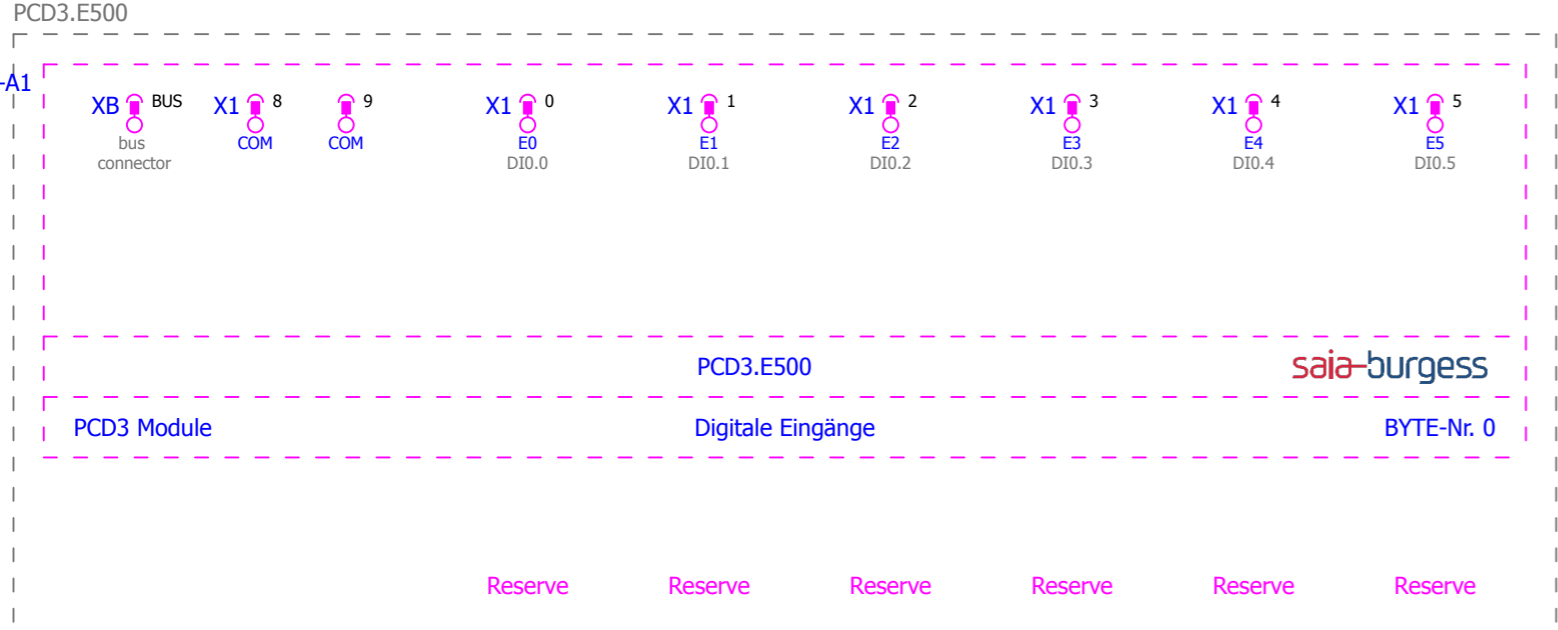 PCD3.E500
-A1
XB BUS X1 8 9 X1 0 X1 1 X1 2 X1 3 X1 4 X1 5
bus COM COM E0 E1 E2 E3 E4 E5
connector DI0.0 DI0.1 DI0.2 DI0.3 DI0.4 DI0.5
PCD3.E500 saia-burgess
PCD3 Module Digitale Eingänge BYTE-Nr. 0
Reserve Reserve Reserve Reserve Reserve Reserve